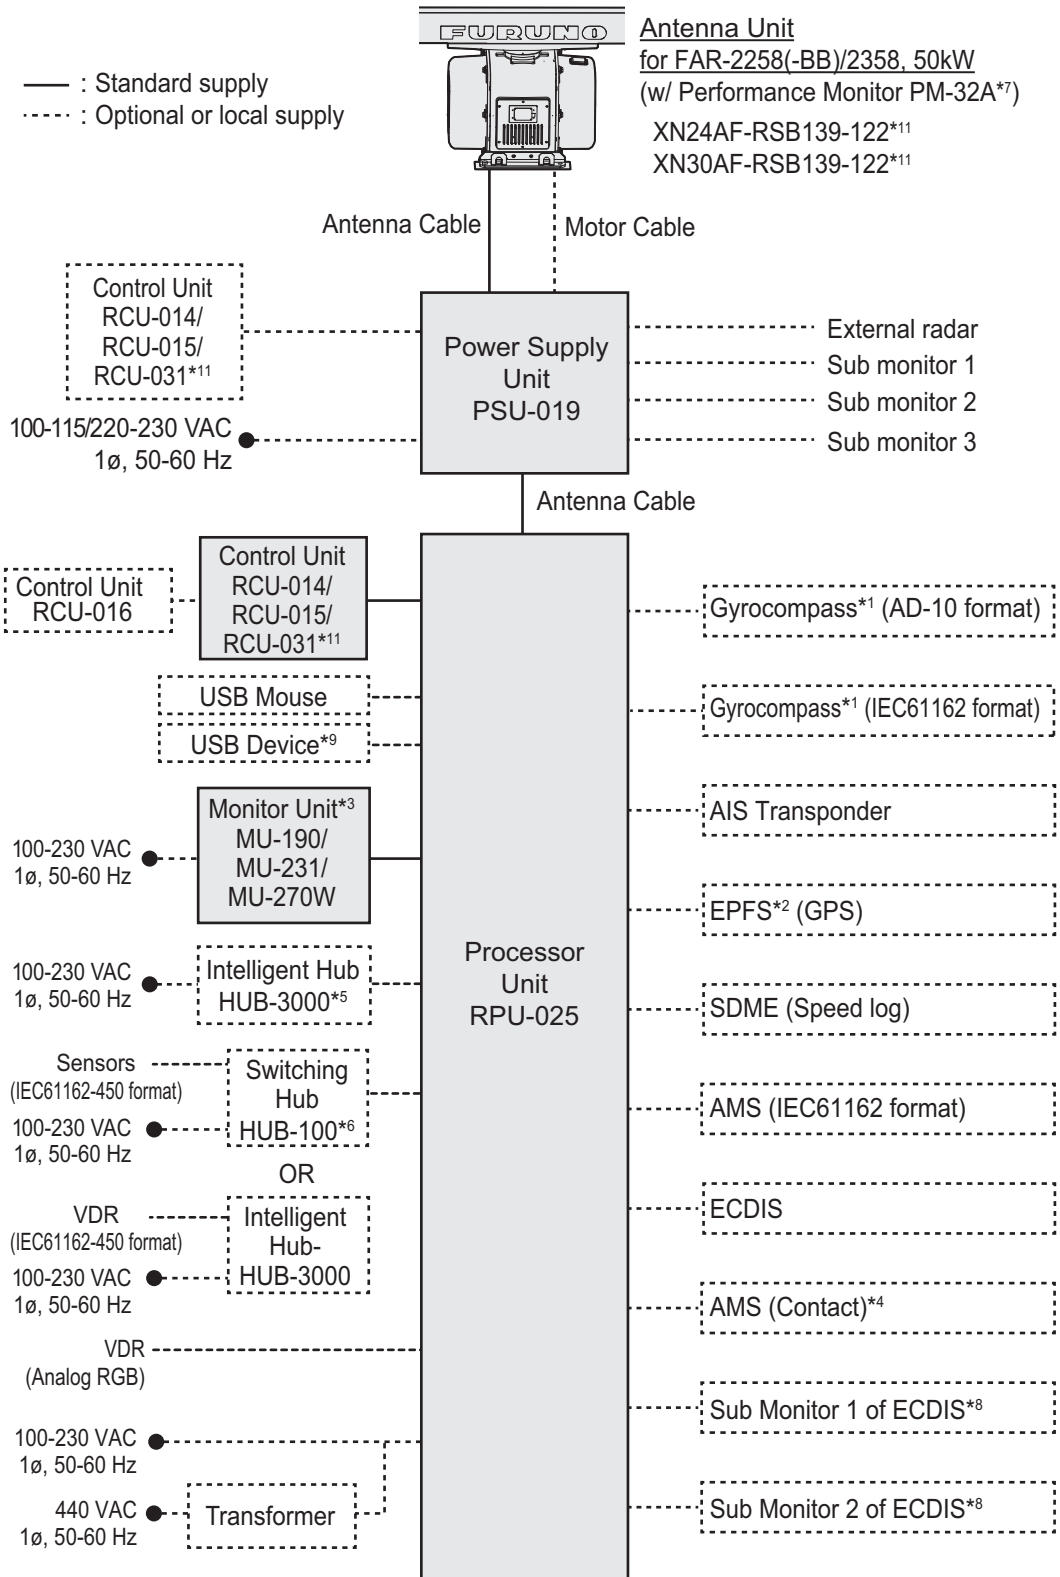 FURUNO
Antenna Unit
for FAR-2258(-BB)/2358, 50kW
(w/ Performance Monitor PM-32A*7)
XN24AF-RSB139-122*11
XN30AF-RSB139-122*11
: Standard supply
: Optional or local supply
Antenna Cable
Motor Cable
Control Unit
RCU-014/
RCU-015/
RCU-031*11
100-115/220-230 VAC
1ø, 50-60 Hz
Power Supply
Unit
PSU-019
External radar
Sub monitor 1
Sub monitor 2
Sub monitor 3
Antenna Cable
Control Unit
RCU-016
Control Unit
RCU-014/
RCU-015/
RCU-031*11
USB Mouse
USB Device*9
100-230 VAC
1ø, 50-60 Hz
Monitor Unit*3
MU-190/
MU-231/
MU-270W
100-230 VAC
1ø, 50-60 Hz
Intelligent Hub
HUB-3000*5
Sensors
(IEC61162-450 format)
100-230 VAC
1ø, 50-60 Hz
Switching
Hub
HUB-100*6
OR
VDR
(IEC61162-450 format)
100-230 VAC
1ø, 50-60 Hz
Intelligent
Hub-
HUB-3000
VDR
(Analog RGB)
100-230 VAC
1ø, 50-60 Hz
440 VAC
1ø, 50-60 Hz
Transformer
Processor
Unit
RPU-025
Gyrocompass*1 (AD-10 format)
Gyrocompass*1 (IEC61162 format)
AIS Transponder
EPFS*2 (GPS)
SDME (Speed log)
AMS (IEC61162 format)
ECDIS
AMS (Contact)*4
Sub Monitor 1 of ECDIS*8
Sub Monitor 2 of ECDIS*8